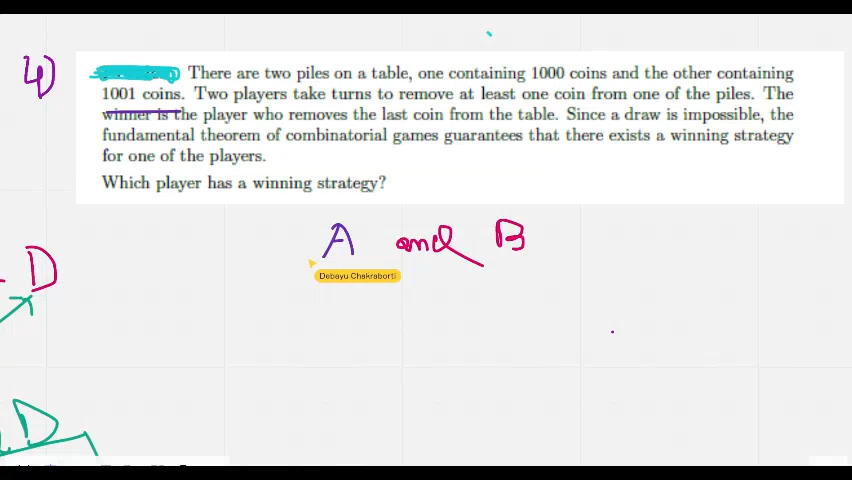 4)
There are two piles on a table, one containing 1000 coins and the other containing
1001 coins. Two players take turns to remove at least one coin from one of the piles. The
winner is the player who removes the last coin from the table. Since a draw is impossible, the
fundamental theorem of combinatorial games guarantees that there exists a winning strategy
for one of the players.
Which player has a winning strategy?
A and B
D
Debayu Chakraborti
D